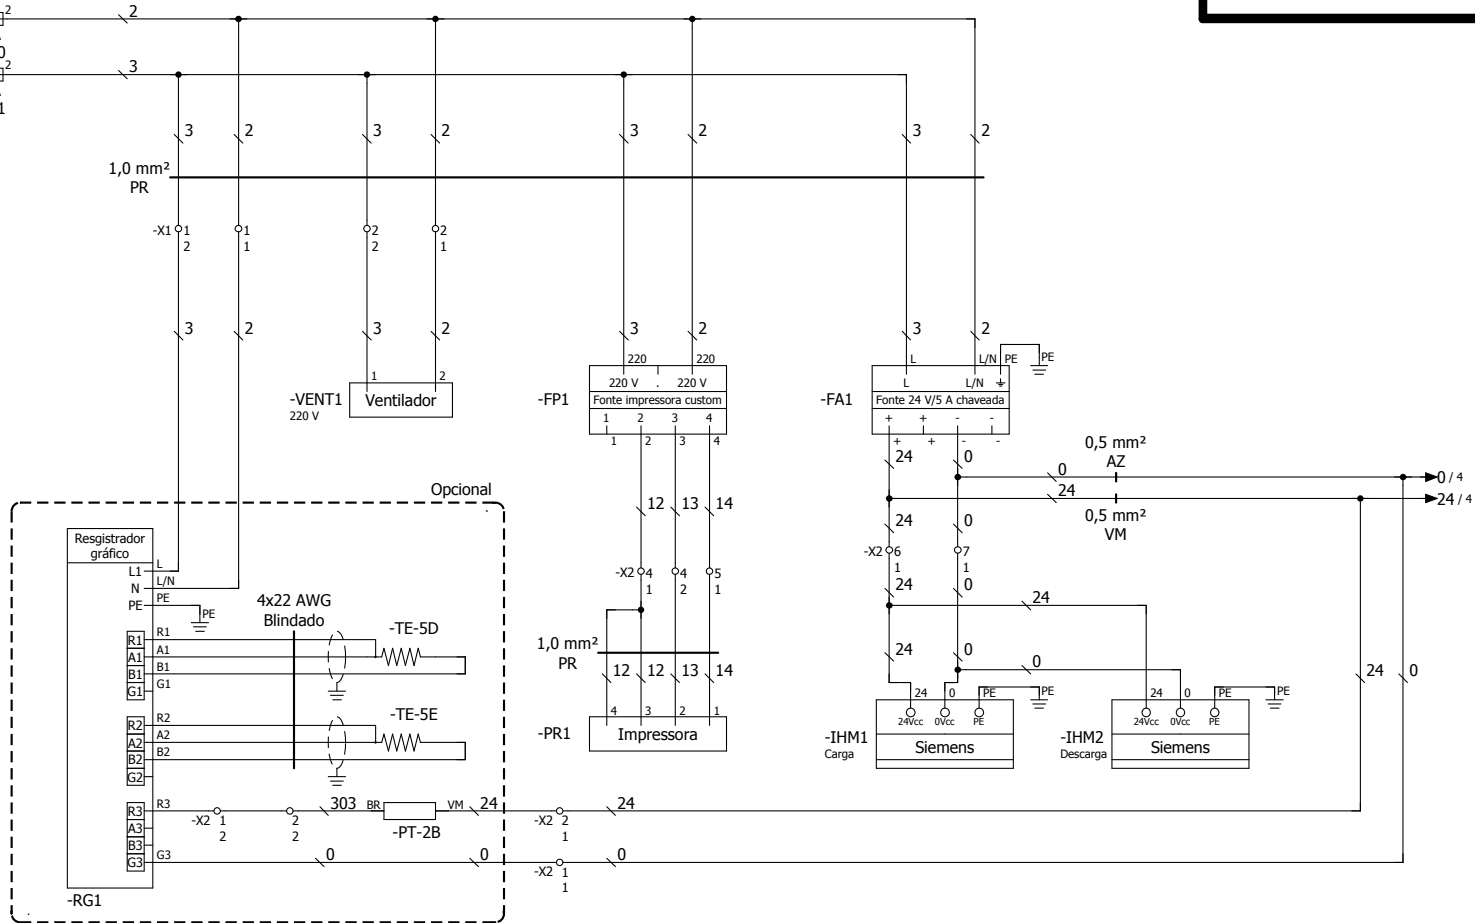 2
2
0
2
3
1
3
2
3
2
3
2
3
2
1,0 mm²
PR
-X1
1
2
1
1
2
2
2
1
3
2
3
2
3
2
3
2
1
2
-VENT1
220 V
Ventilador
220
220
220 V
.
220 V
-FP1
Fonte impressora custom
1
2
3
4
1
2
3
4
L
L/N
PE
PE
L
L/N
-FA1
Fonte 24 V/5 A chaveada
+
+
-
-
+
+
-
-
24
0
0,5 mm²
AZ
0
0 / 4
24
24 / 4
0,5 mm²
VM
12
13
14
24
0
-X2
6
1
7
1
-X2
4
1
4
2
5
1
24
0
24
1,0 mm²
PR
12
12
13
14
24
0
0
24
0
4
3
2
1
-PR1
Impressora
24
0
PE
PE
24Vcc
0Vcc
PE
-IHM1
Carga
Siemens
24
0
PE
PE
24Vcc
0Vcc
PE
-IHM2
Descarga
Siemens
Opcional
Resgistrador
gráfico
L1
L
N
L/N
PE
PE
PE
4x22 AWG
Blindado
R1
R1
-TE-5D
A1
A1
B1
B1
G1
G1
R2
R2
-TE-5E
A2
A2
B2
B2
G2
R3
R3
-X2
1
2
2
2
303
BR
VM
24
-X2
2
1
24
-PT-2B
A3
B3
G3
G3
0
0
-X2
1
1
0
-RG1